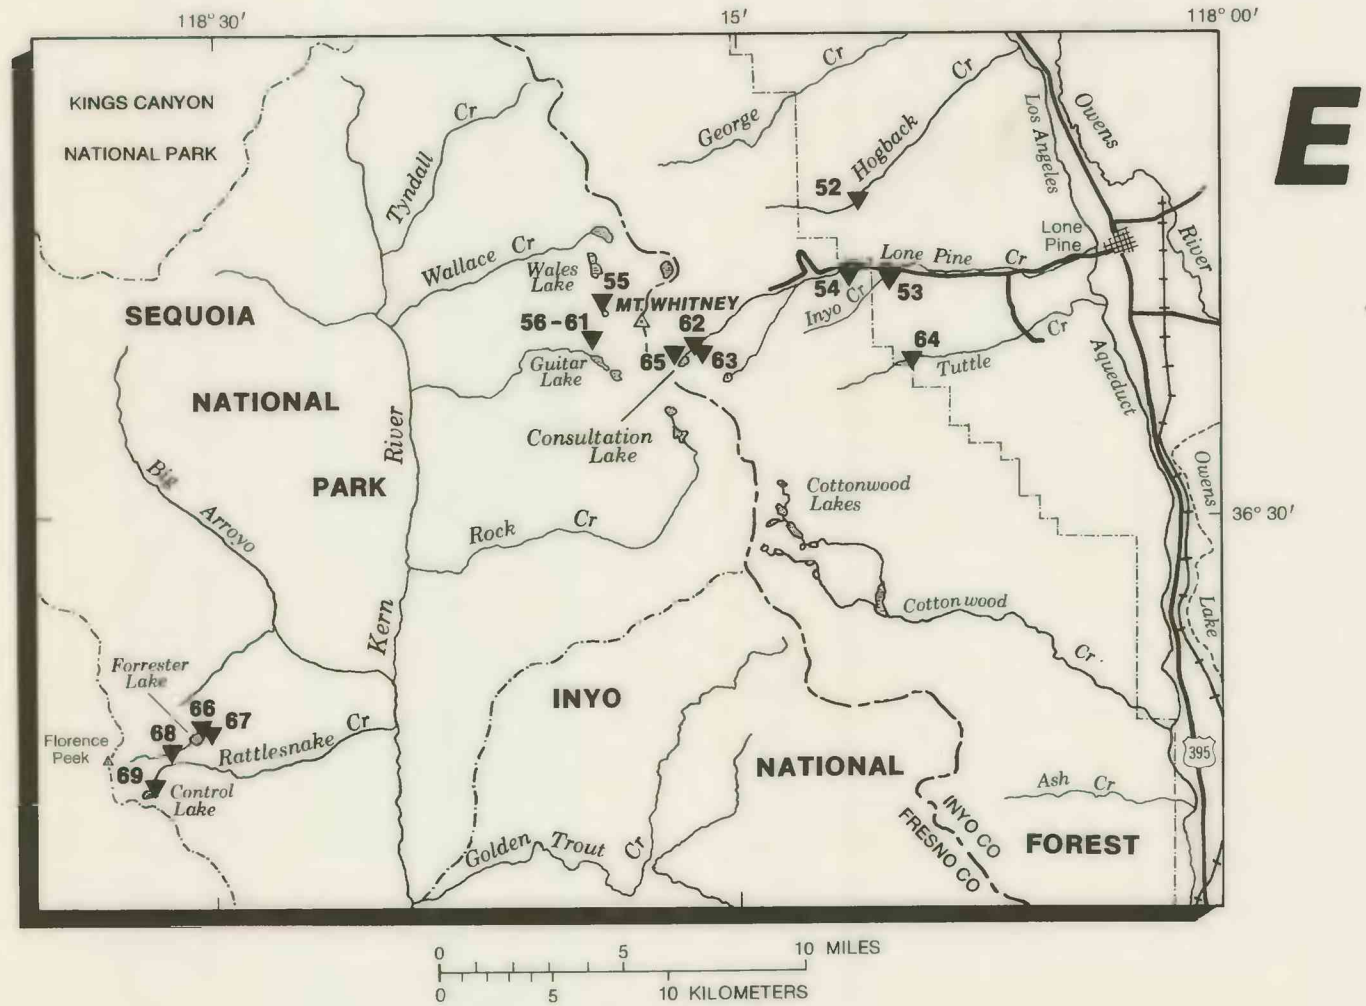 118° 30′
15′
118° 00′
E
KINGS CANYON
NATIONAL PARK
Tyndall Cr
George Cr
Hogback Cr
Los Angeles
Owens
52
Wallace Cr
Wales
Lake
55
MT. WHITNEY
Lone Pine Cr
Lone
Pine
River
54
53
Inyo Cr
SEQUOIA
56-61
62
64
Tuttle Cr
65
63
Guitar
Lake
Aqueduct
NATIONAL
River
Consultation
Lake
Big
Arroyo
PARK
Cottonwood
Lakes
Owens
Lake
36° 30′
Rock Cr
Cottonwood Cr.
Kern
Forrester
Lake
INYO
66
67
68
Rattlesnake Cr
Florence
Peek
69
Control
Lake
NATIONAL
395
Ash Cr
INYO CO
FRESNO CO
FOREST
Golden Trout Cr
0 5 10 MILES
0 5 10 KILOMETERS